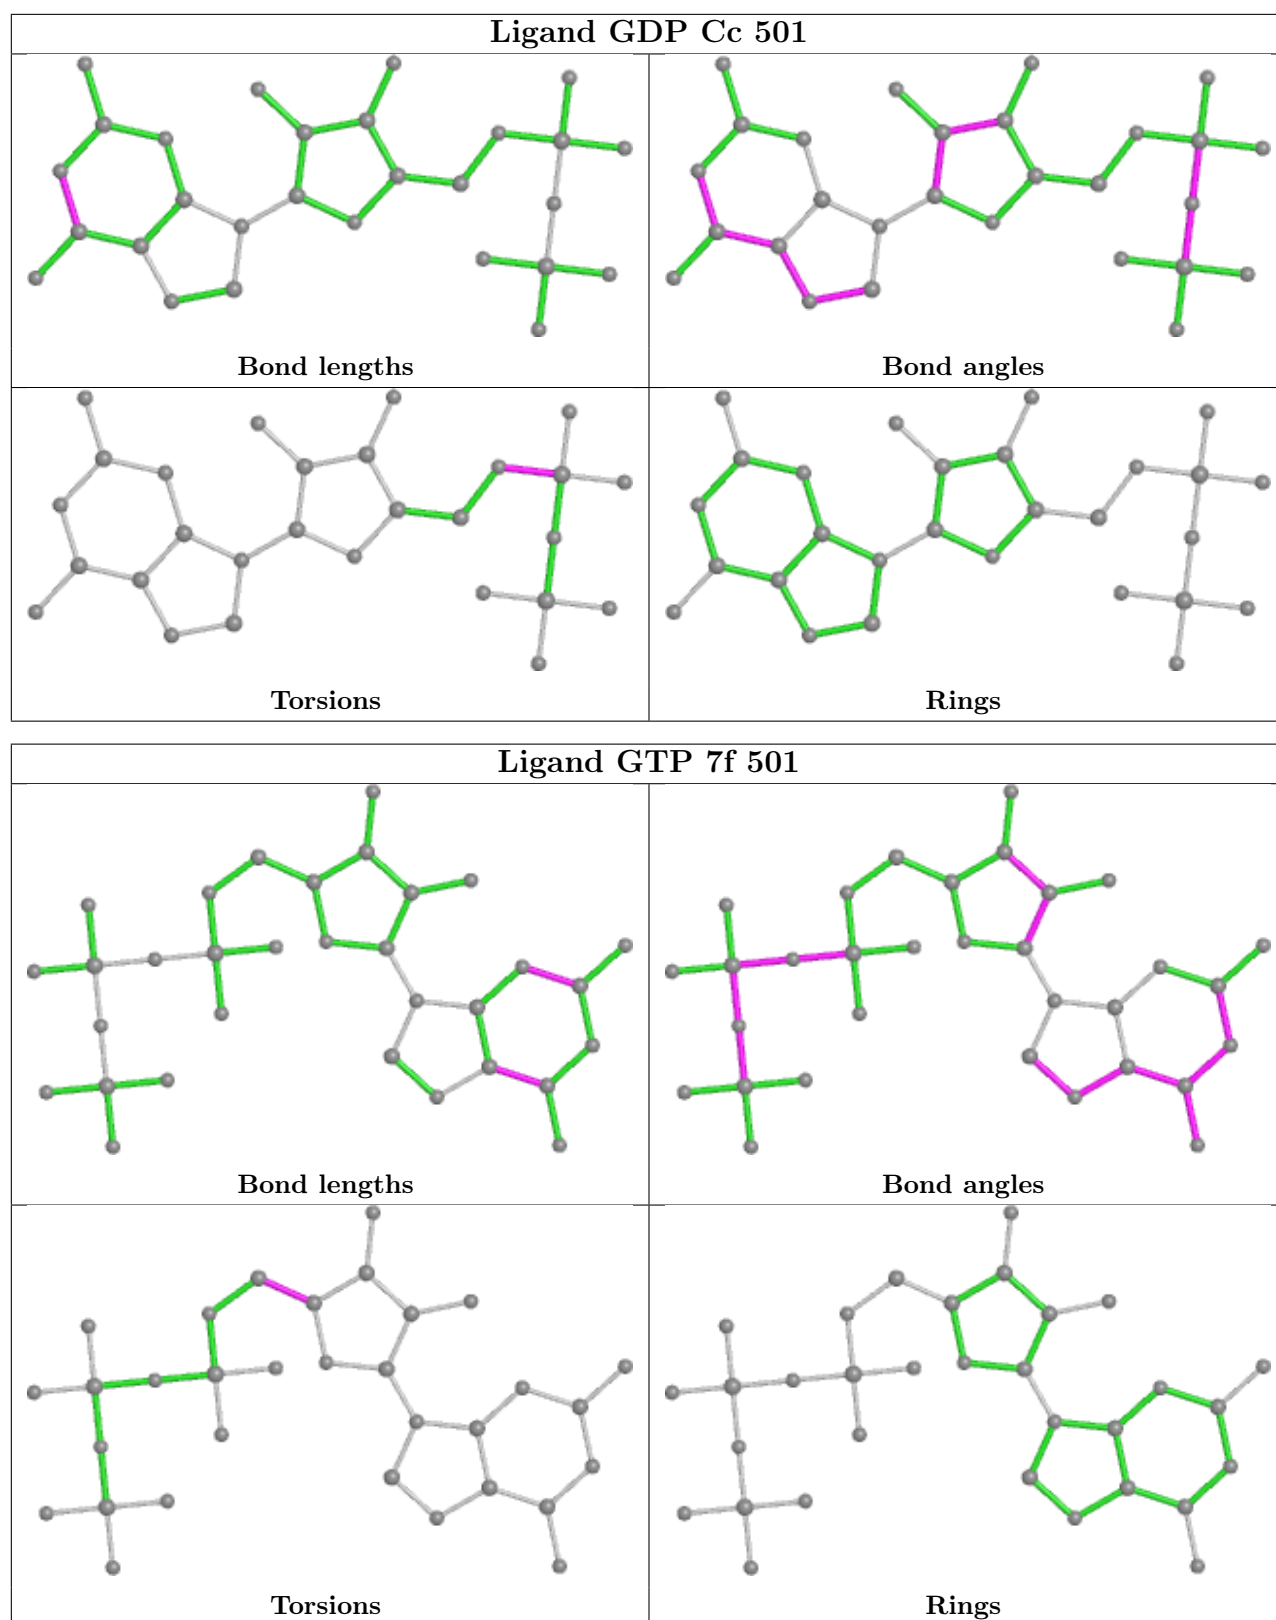 Ligand GDP Cc 501
Bond lengths
Bond angles
Torsions
Rings
Ligand GTP 7f 501
Bond lengths
Bond angles
Torsions
Rings